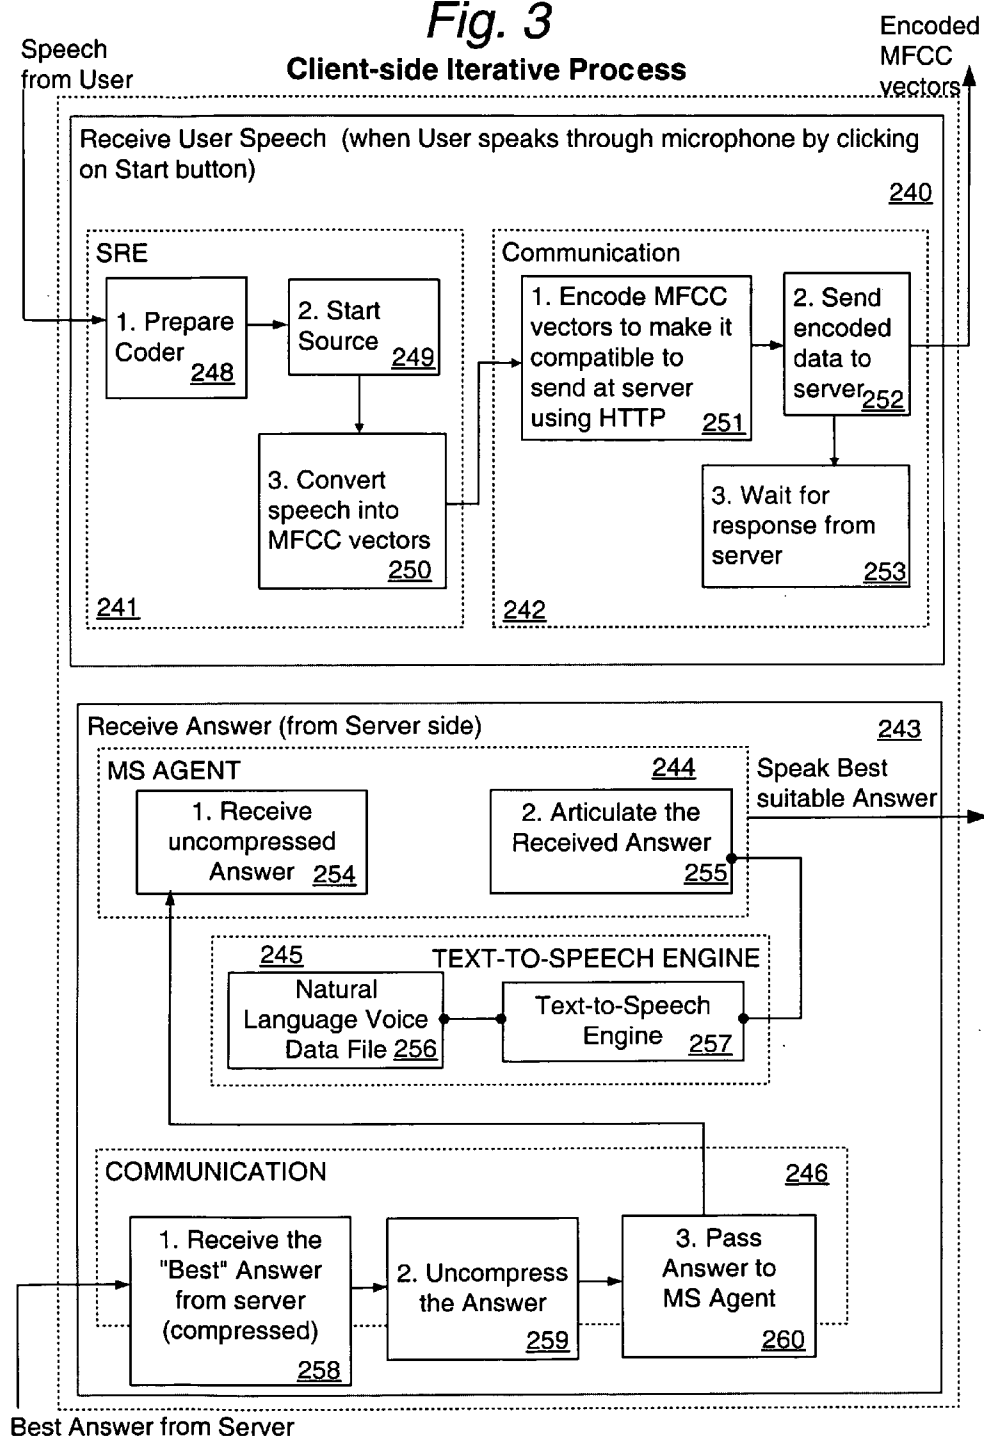 Fig. 3
Client-side Iterative Process
Speech
from User
Encoded
MFCC
vectors
Receive User Speech (when User speaks through microphone by clicking
on Start button)
240
SRE
1. Prepare
Coder
248
2. Start
Source
249
3. Convert
speech into
MFCC vectors
250
241
Communication
1. Encode MFCC
vectors to make it
compatible to
send at server
using HTTP
251
2. Send
encoded
data to
server
252
3. Wait for
response from
server
253
242
Receive Answer (from Server side)
243
MS AGENT
244
1. Receive
uncompressed
Answer
254
2. Articulate the
Received Answer
255
Speak Best
suitable Answer
245
TEXT-TO-SPEECH ENGINE
Natural
Language Voice
Data File 256
Text-to-Speech
Engine
257
COMMUNICATION
246
1. Receive the
"Best" Answer
from server
(compressed)
258
2. Uncompress
the Answer
259
3. Pass
Answer to
MS Agent
260
Best Answer from Server